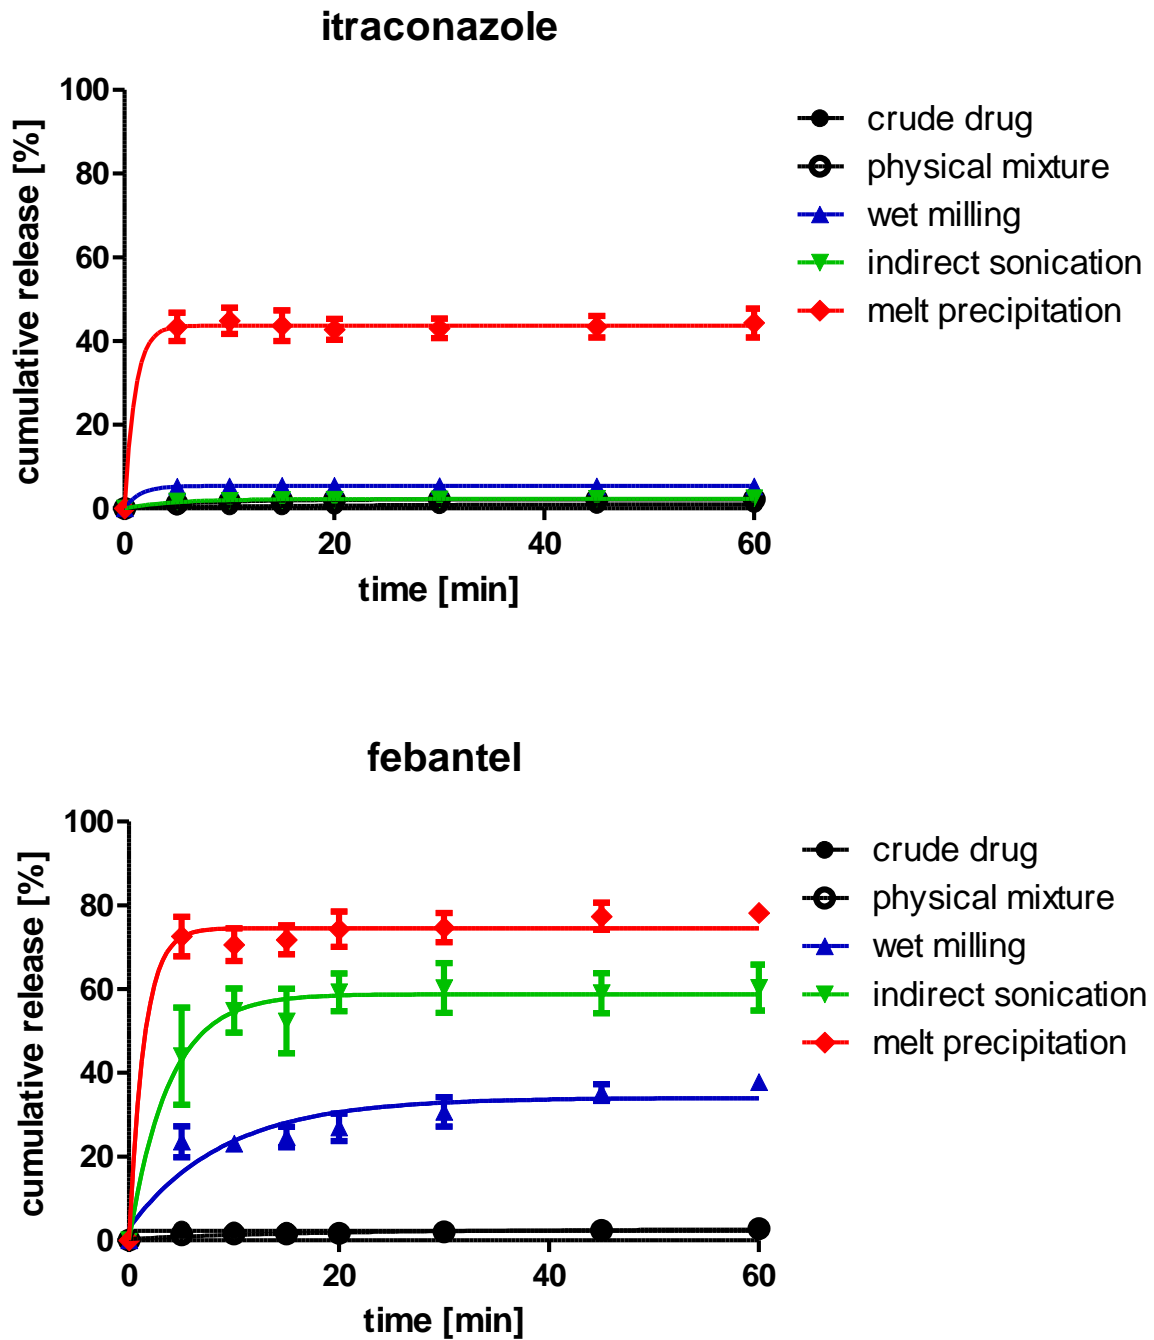 itraconazole
cumulative release [%]
100
80
60
40
20
0
0 20 40 60
time [min]
crude drug
physical mixture
wet milling
indirect sonication
melt precipitation
febantel
cumulative release [%]
100
80
60
40
20
0
0 20 40 60
time [min]
crude drug
physical mixture
wet milling
indirect sonication
melt precipitation